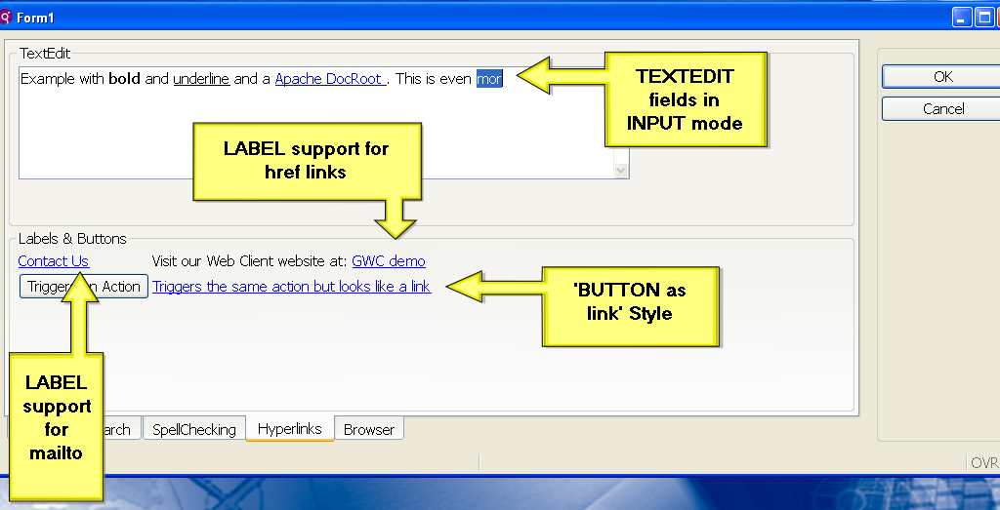 Form1
TextEdit
Example with bold and underline and a Apache DocRoot . This is even mor
TEXTEDIT
fields in
INPUT mode
OK
Cancel
LABEL support for
href links
Labels & Buttons
Contact Us
Visit our Web Client website at: GWC demo
Triggers
Action
Triggers the same action but looks like a link
'BUTTON as
link' Style
LABEL
support
for
mailto
arch
SpellChecking
Hyperlinks
Browser
OVR